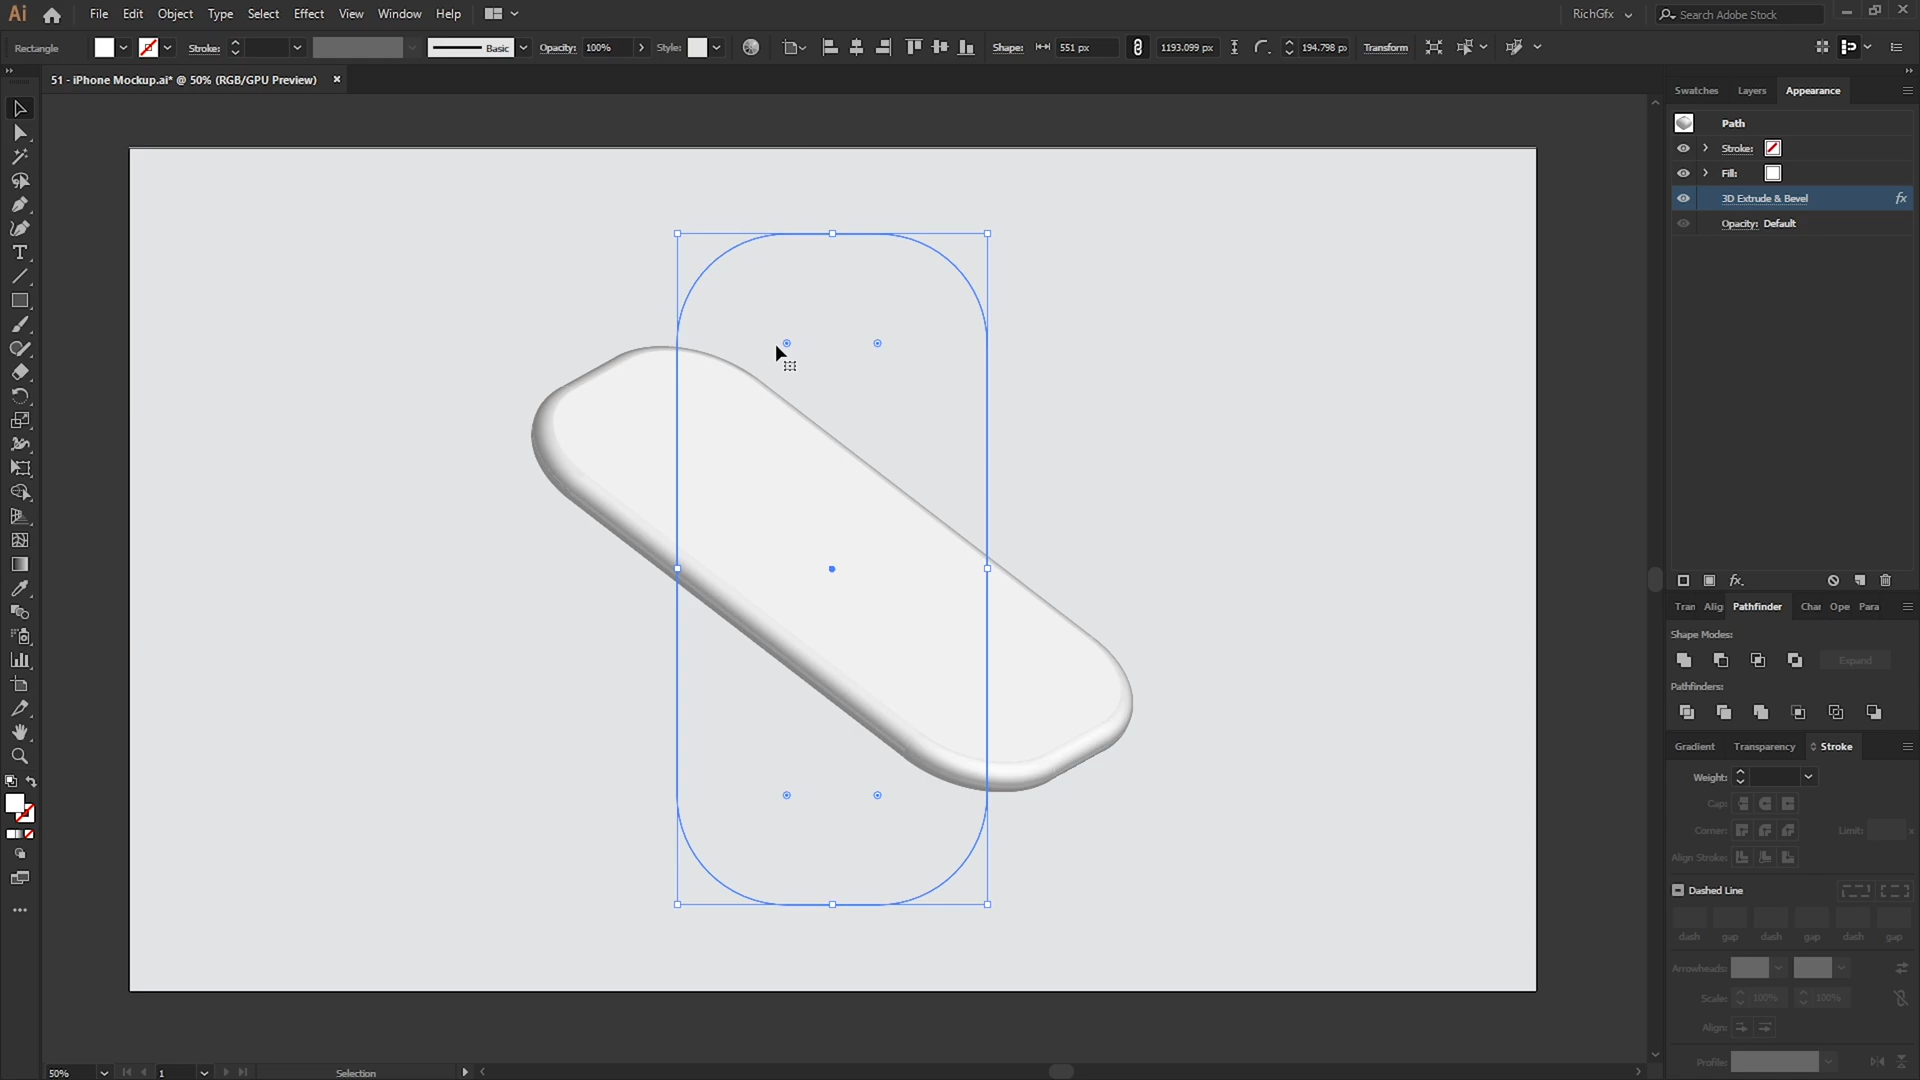 Ai File Edit Object Type Select Effect View Window Help RichGfx Search Adobe Stock
Rectangle Stroke: Basic Opacity: 100% Style: Shape: 551 px 1193.099 px 194.798 px Transform
51 - iPhone Mockup.ai* @ 50% (RGB/GPU Preview) ×
Swatches Layers Appearance
Path
Stroke:
Fill:
3D Extrude & Bevel fx
Opacity: Default
fx.
Tran Alig Pathfinder Char Ope Para
Shape Modes:
Expand
Pathfinders:
Gradient Transparency Stroke
Weight:
Cap:
Corner: Limit: x
Align Stroke:
Dashed Line
dash gap dash gap dash gap
Arrowheads:
Scale: 100% 100%
Align:
Profile:
50% 1 Selection